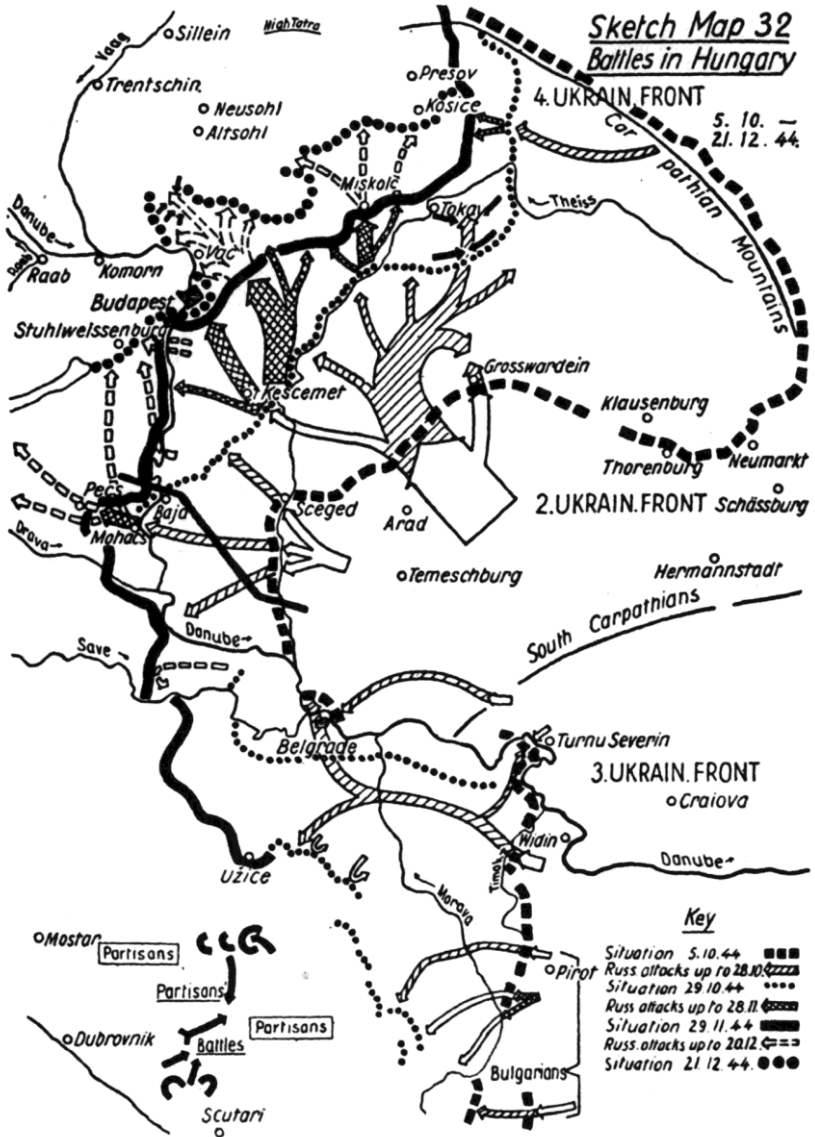 Sketch Map 32
Battles in Hungary
5. 10. —
21. 12. 44.
4. UKRAIN. FRONT
Sillein
High Tatra
Vaag
Trentschin
Neusohl
Altsohl
Presov
Kosice
Car
pathian
Mountains
Miskolc
Tokay
Theiss
Danube
Raab
Raab
Komorn
Vac
Budapest
Stuhlweissenburg
Kescemet
Grosswardein
Klausenburg
Thorenburg
Neumarkt
Schässburg
2. UKRAIN. FRONT
Pecs
Baja
Mohacs
Sceged
Arad
Drava
Temeschburg
Hermannstadt
South Carpathians
Danube
Save
Belgrade
Turnu Severin
3. UKRAIN. FRONT
Craiova
Widin
Danube
Timok
Užice
Morava
Mostar
Partisans
Partisans
Partisans
Battles
Dubrovnik
Scutari
Pirot
Bulgarians
Key
Situation 5.10.44
Russ. attacks up to 28.10.
Situation 29.10.44
Russ attacks up to 28.11.
Situation 29.11.44
Russ. attacks up to 20.12.
Situation 21.12.44.